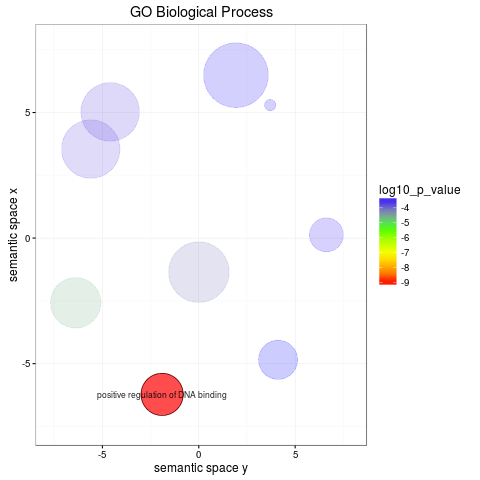 GO Biological Process
5
0
-5
semantic space x
-5
0
5
semantic space y
positive regulation of DNA binding
log10_p_value
-4
-5
-6
-7
-8
-9